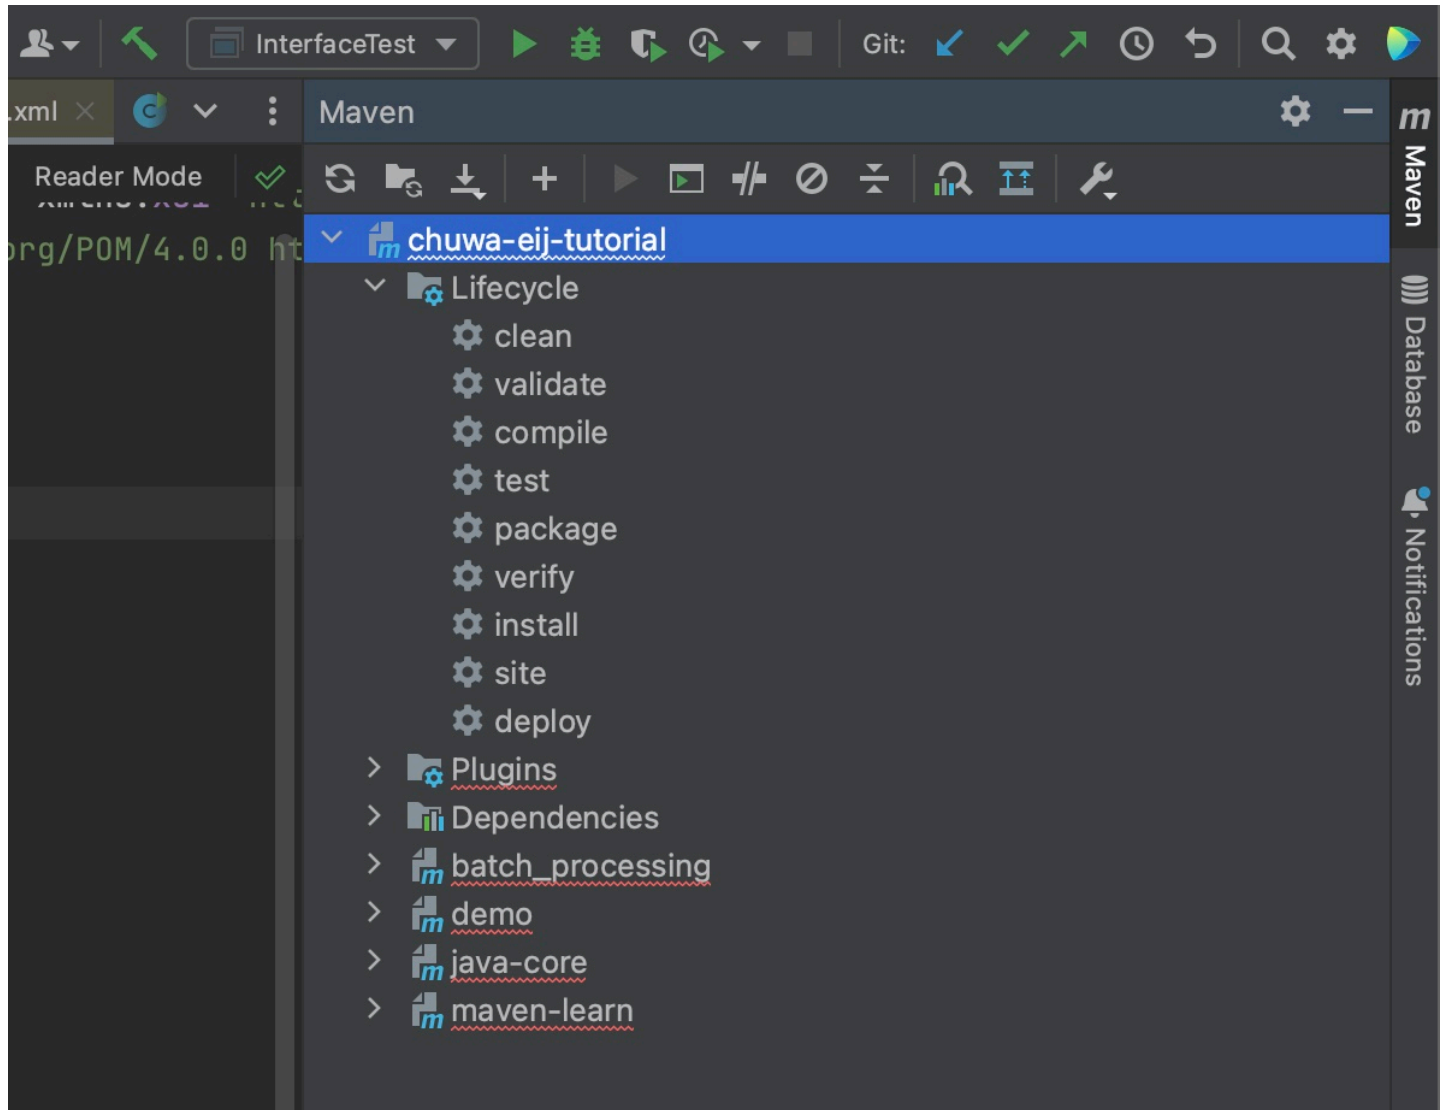 InterfaceTest
Git:
.xml
Maven
Reader Mode
org/POM/4.0.0 ht
chuwa-eij-tutorial
Lifecycle
clean
validate
compile
test
package
verify
install
site
deploy
Plugins
Dependencies
batch_processing
demo
java-core
maven-learn
Maven
Database
Notifications